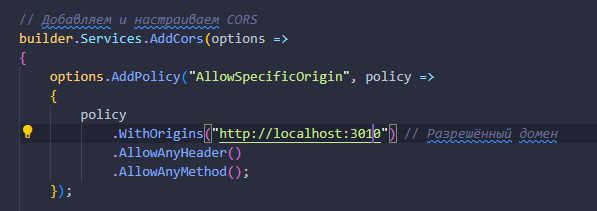 // Добавляем и настраиваем CORS
builder.Services.AddCors(options =>
{
    options.AddPolicy("AllowSpecificOrigin", policy =>
    {
        policy
            .WithOrigins("http://localhost:3010") // Разрешённый домен
            .AllowAnyHeader()
            .AllowAnyMethod();
    });